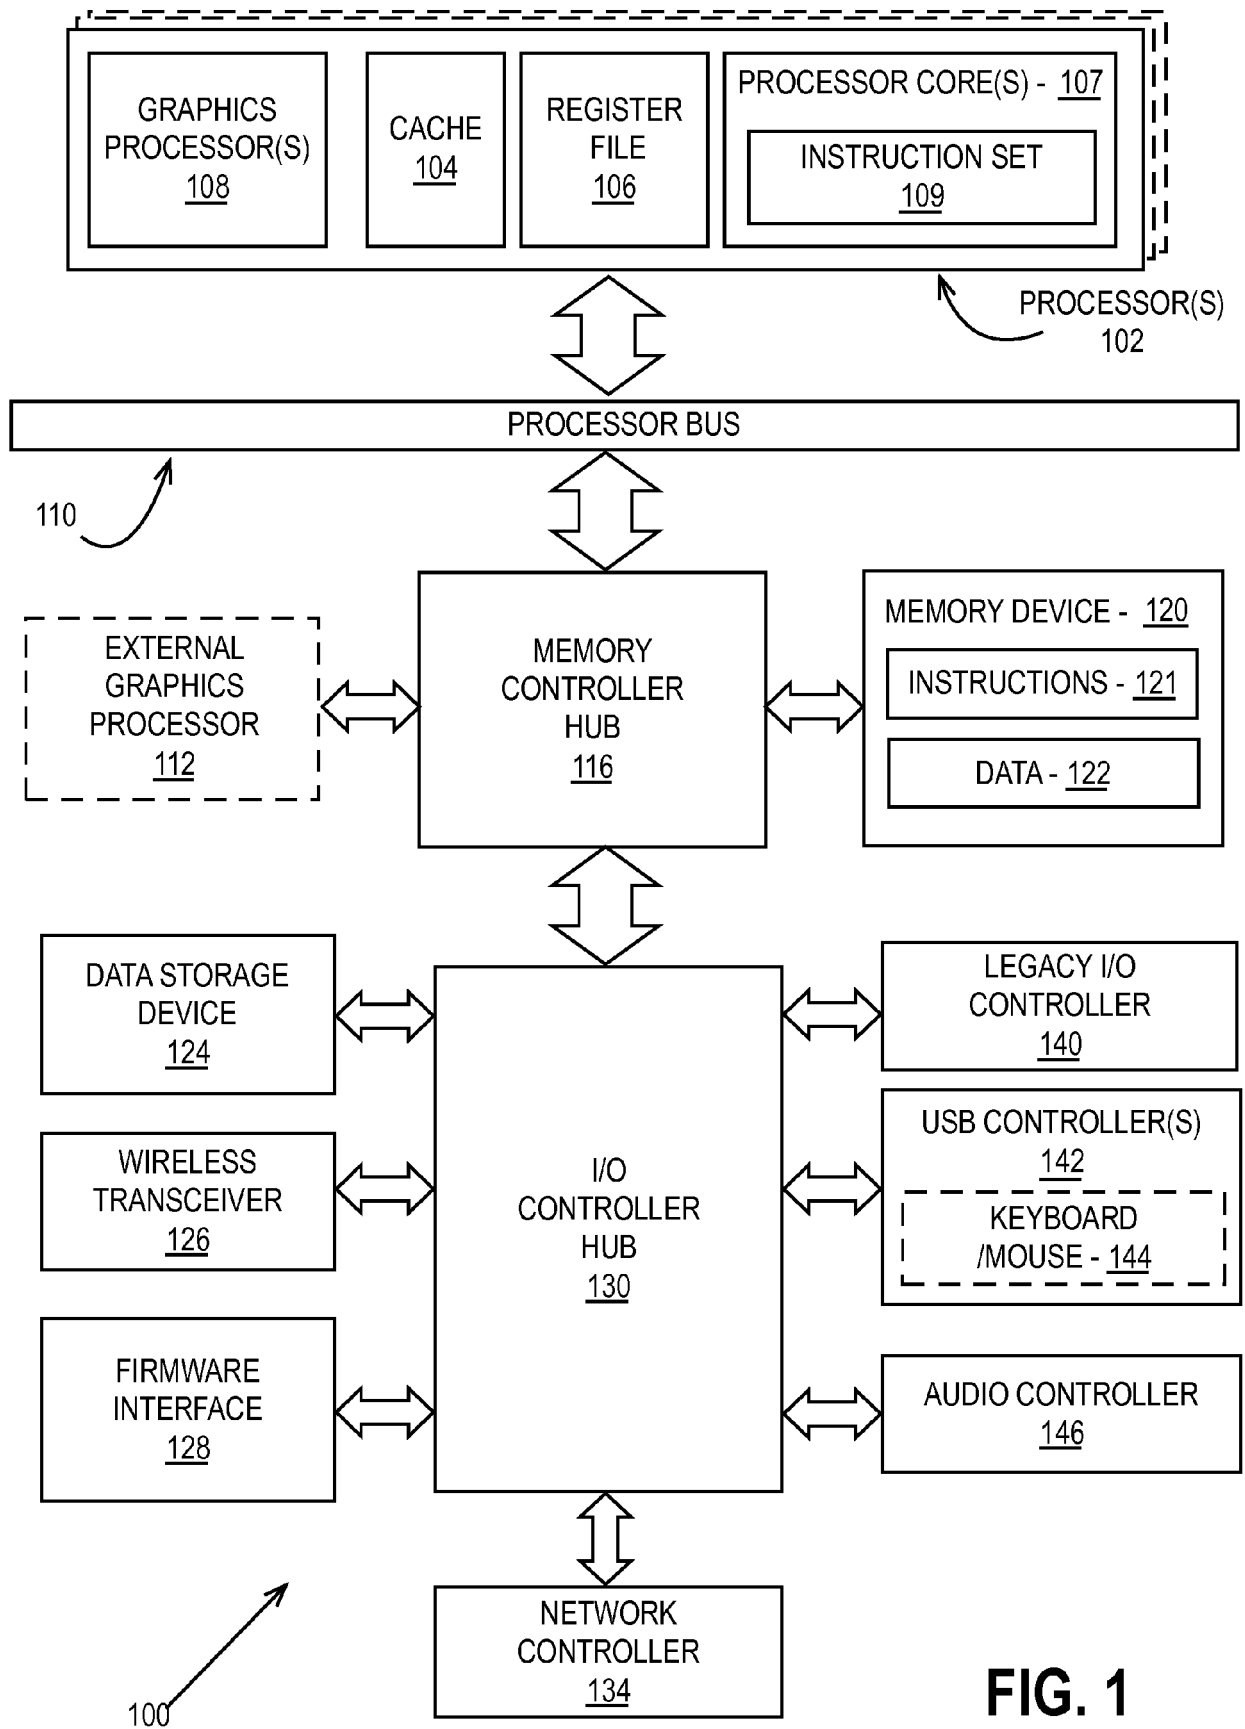 GRAPHICS
PROCESSOR(S)
108
CACHE
104
REGISTER
FILE
106
PROCESSOR CORE(S) - 107
INSTRUCTION SET
109
PROCESSOR(S)
102
PROCESSOR BUS
110
EXTERNAL
GRAPHICS
PROCESSOR
112
MEMORY
CONTROLLER
HUB
116
MEMORY DEVICE - 120
INSTRUCTIONS - 121
DATA - 122
DATA STORAGE
DEVICE
124
WIRELESS
TRANSCEIVER
126
FIRMWARE
INTERFACE
128
I/O
CONTROLLER
HUB
130
LEGACY I/O
CONTROLLER
140
USB CONTROLLER(S)
142
KEYBOARD
/MOUSE - 144
AUDIO CONTROLLER
146
NETWORK
CONTROLLER
134
100
FIG. 1